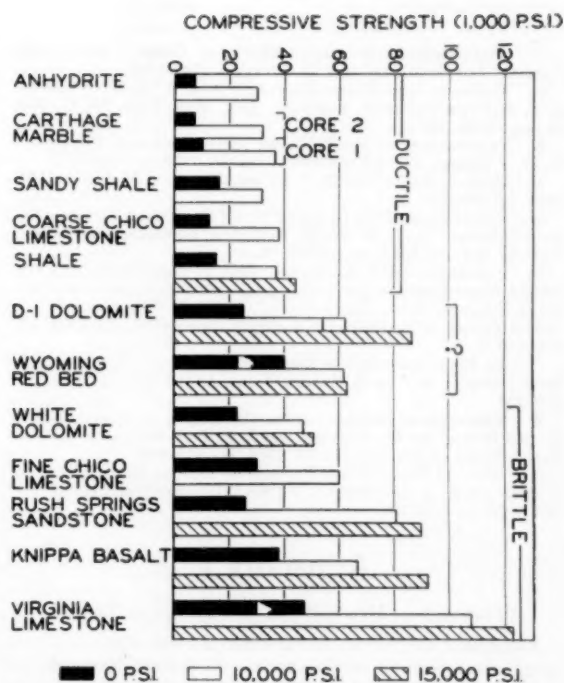 COMPRESSIVE STRENGTH (1,000 P.S.I.)
0 20 40 60 80 100 120
ANHYDRITE
CARTHAGE
MARBLE
CORE 2
CORE 1
SANDY SHALE
COARSE CHICO
LIMESTONE
SHALE
DUCTILE
D-1 DOLOMITE
WYOMING
RED BED
?
WHITE
DOLOMITE
FINE CHICO
LIMESTONE
RUSH SPRINGS
SANDSTONE
KNIPPA BASALT
VIRGINIA
LIMESTONE
BRITTLE
0 P.S.I. 10,000 P.S.I. 15,000 P.S.I.